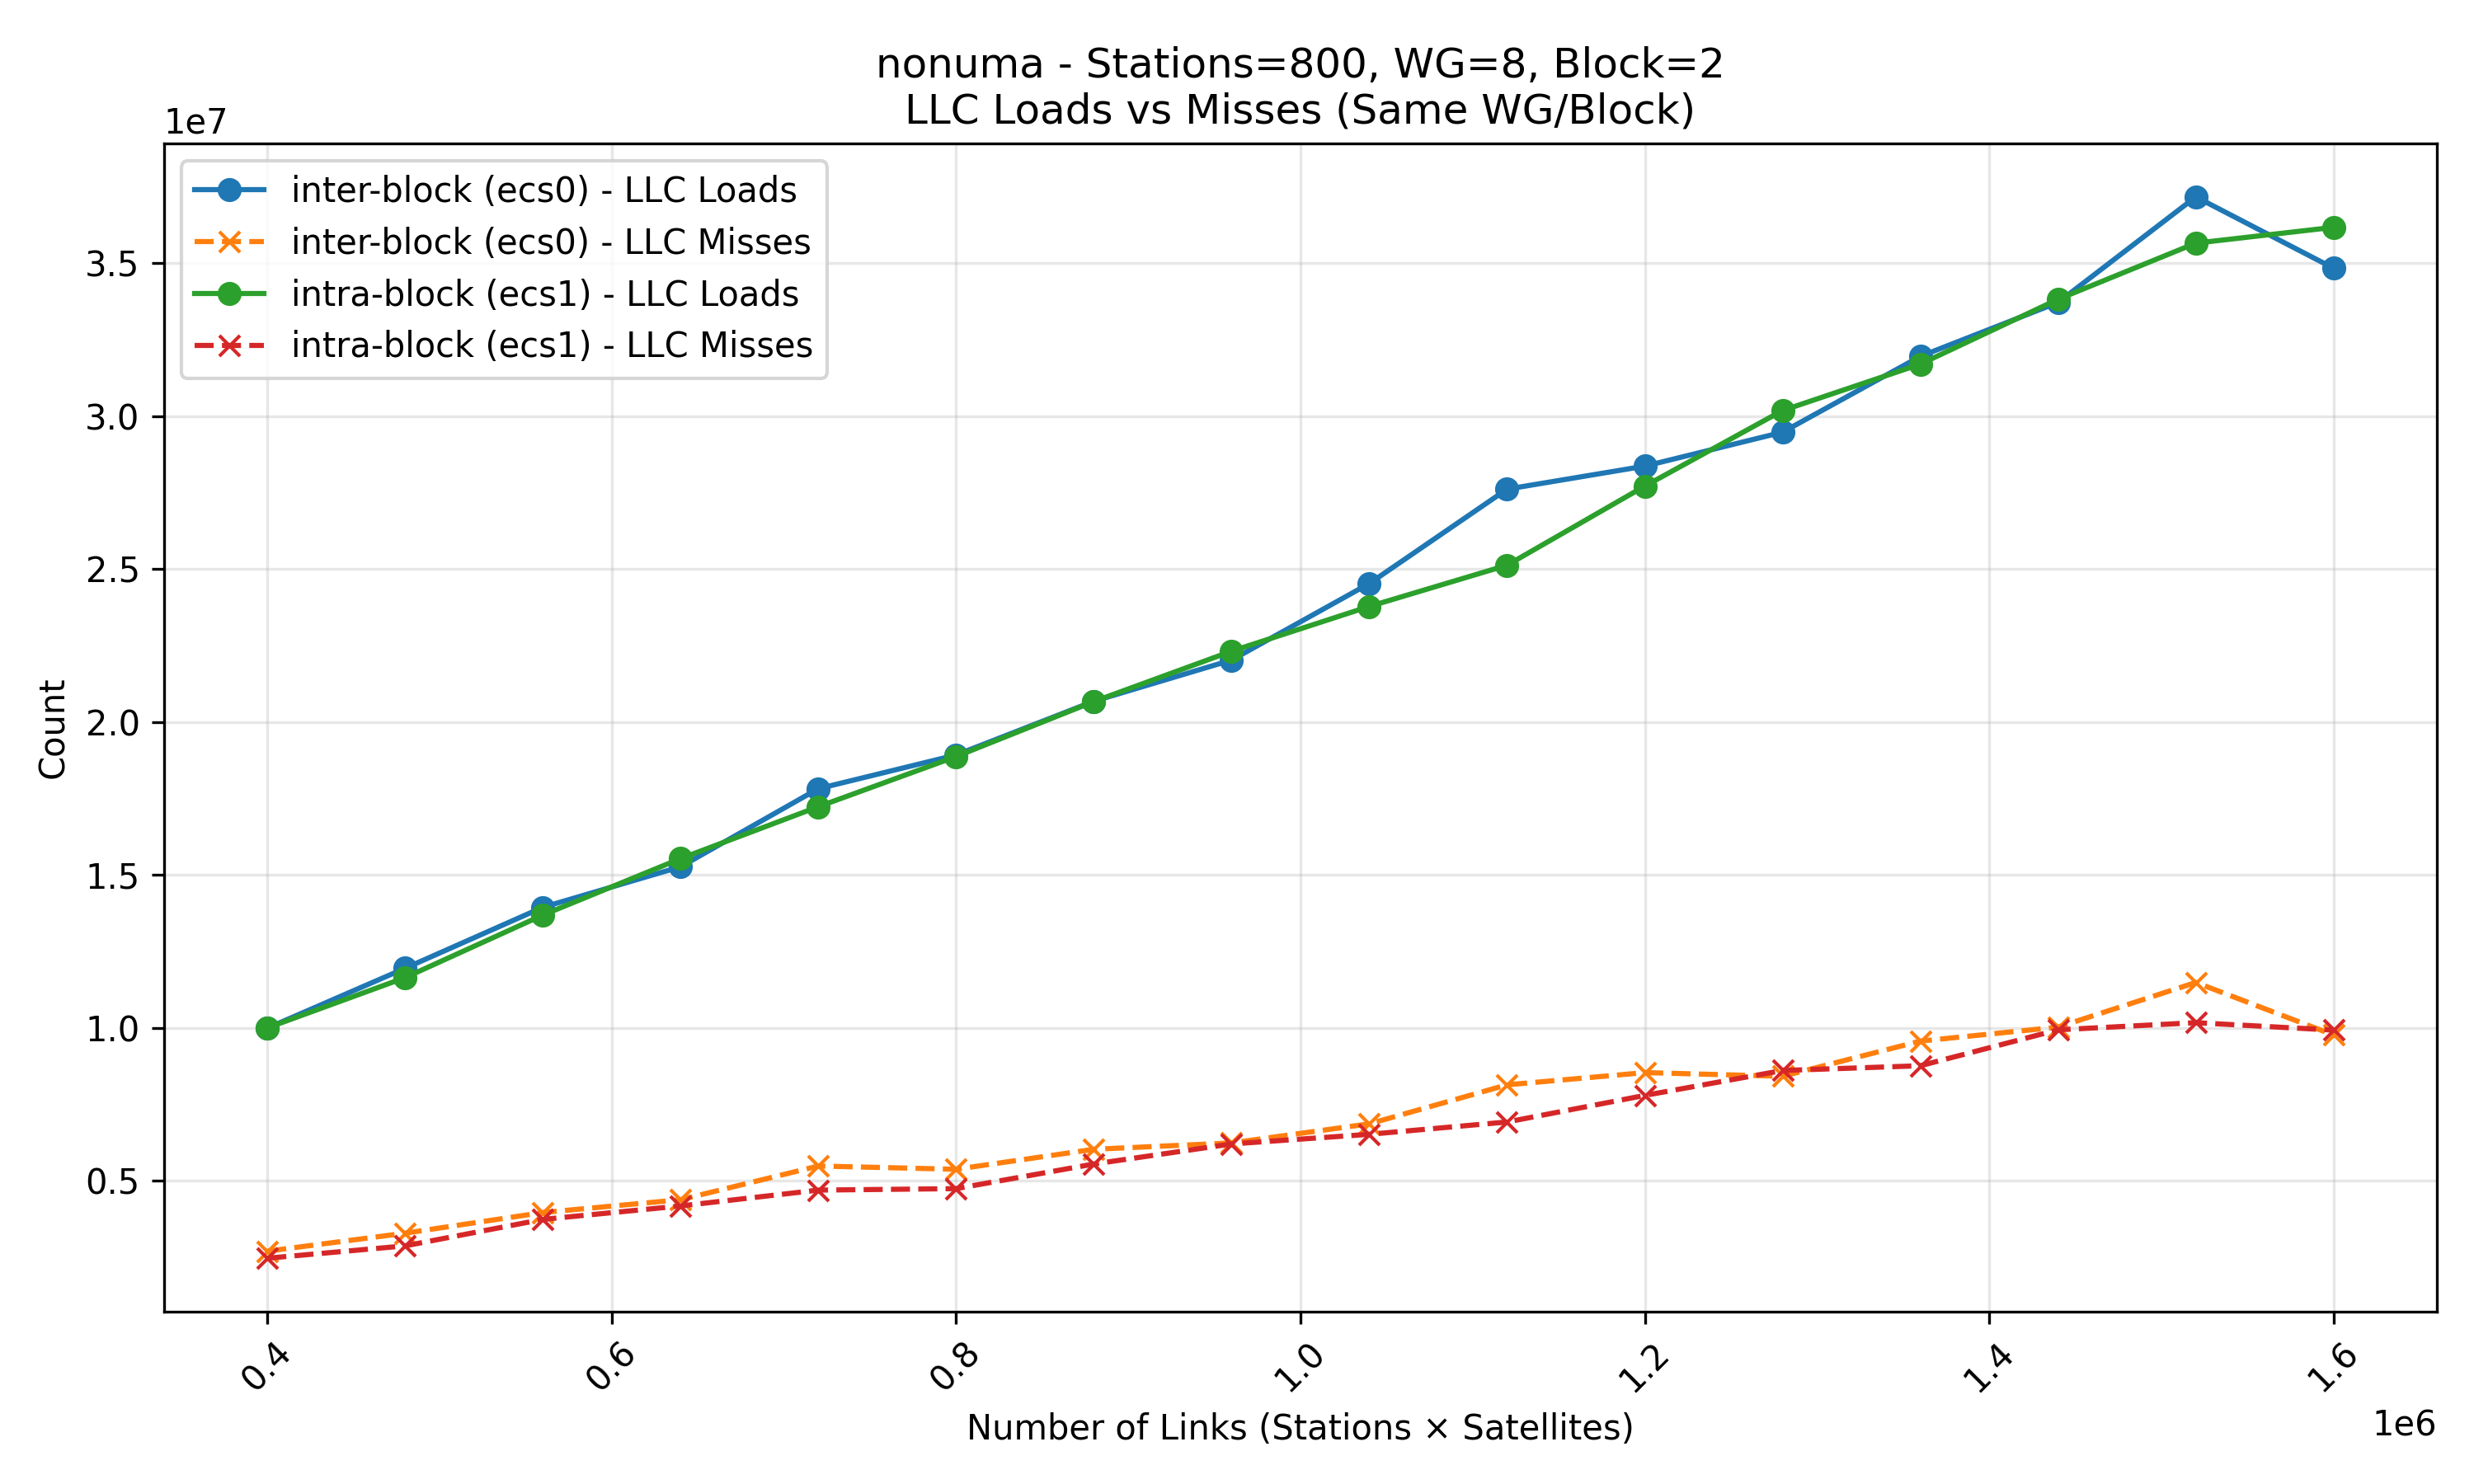 nonuma - Stations=800, WG=8, Block=2
LLC Loads vs Misses (Same WG/Block)
1e7
inter-block (ecs0) - LLC Loads
inter-block (ecs0) - LLC Misses
intra-block (ecs1) - LLC Loads
intra-block (ecs1) - LLC Misses
3.5
3.0
2.5
2.0
1.5
1.0
0.5
Count
0.4
0.6
0.8
1.0
1.2
1.4
1.6
Number of Links (Stations × Satellites)
1e6